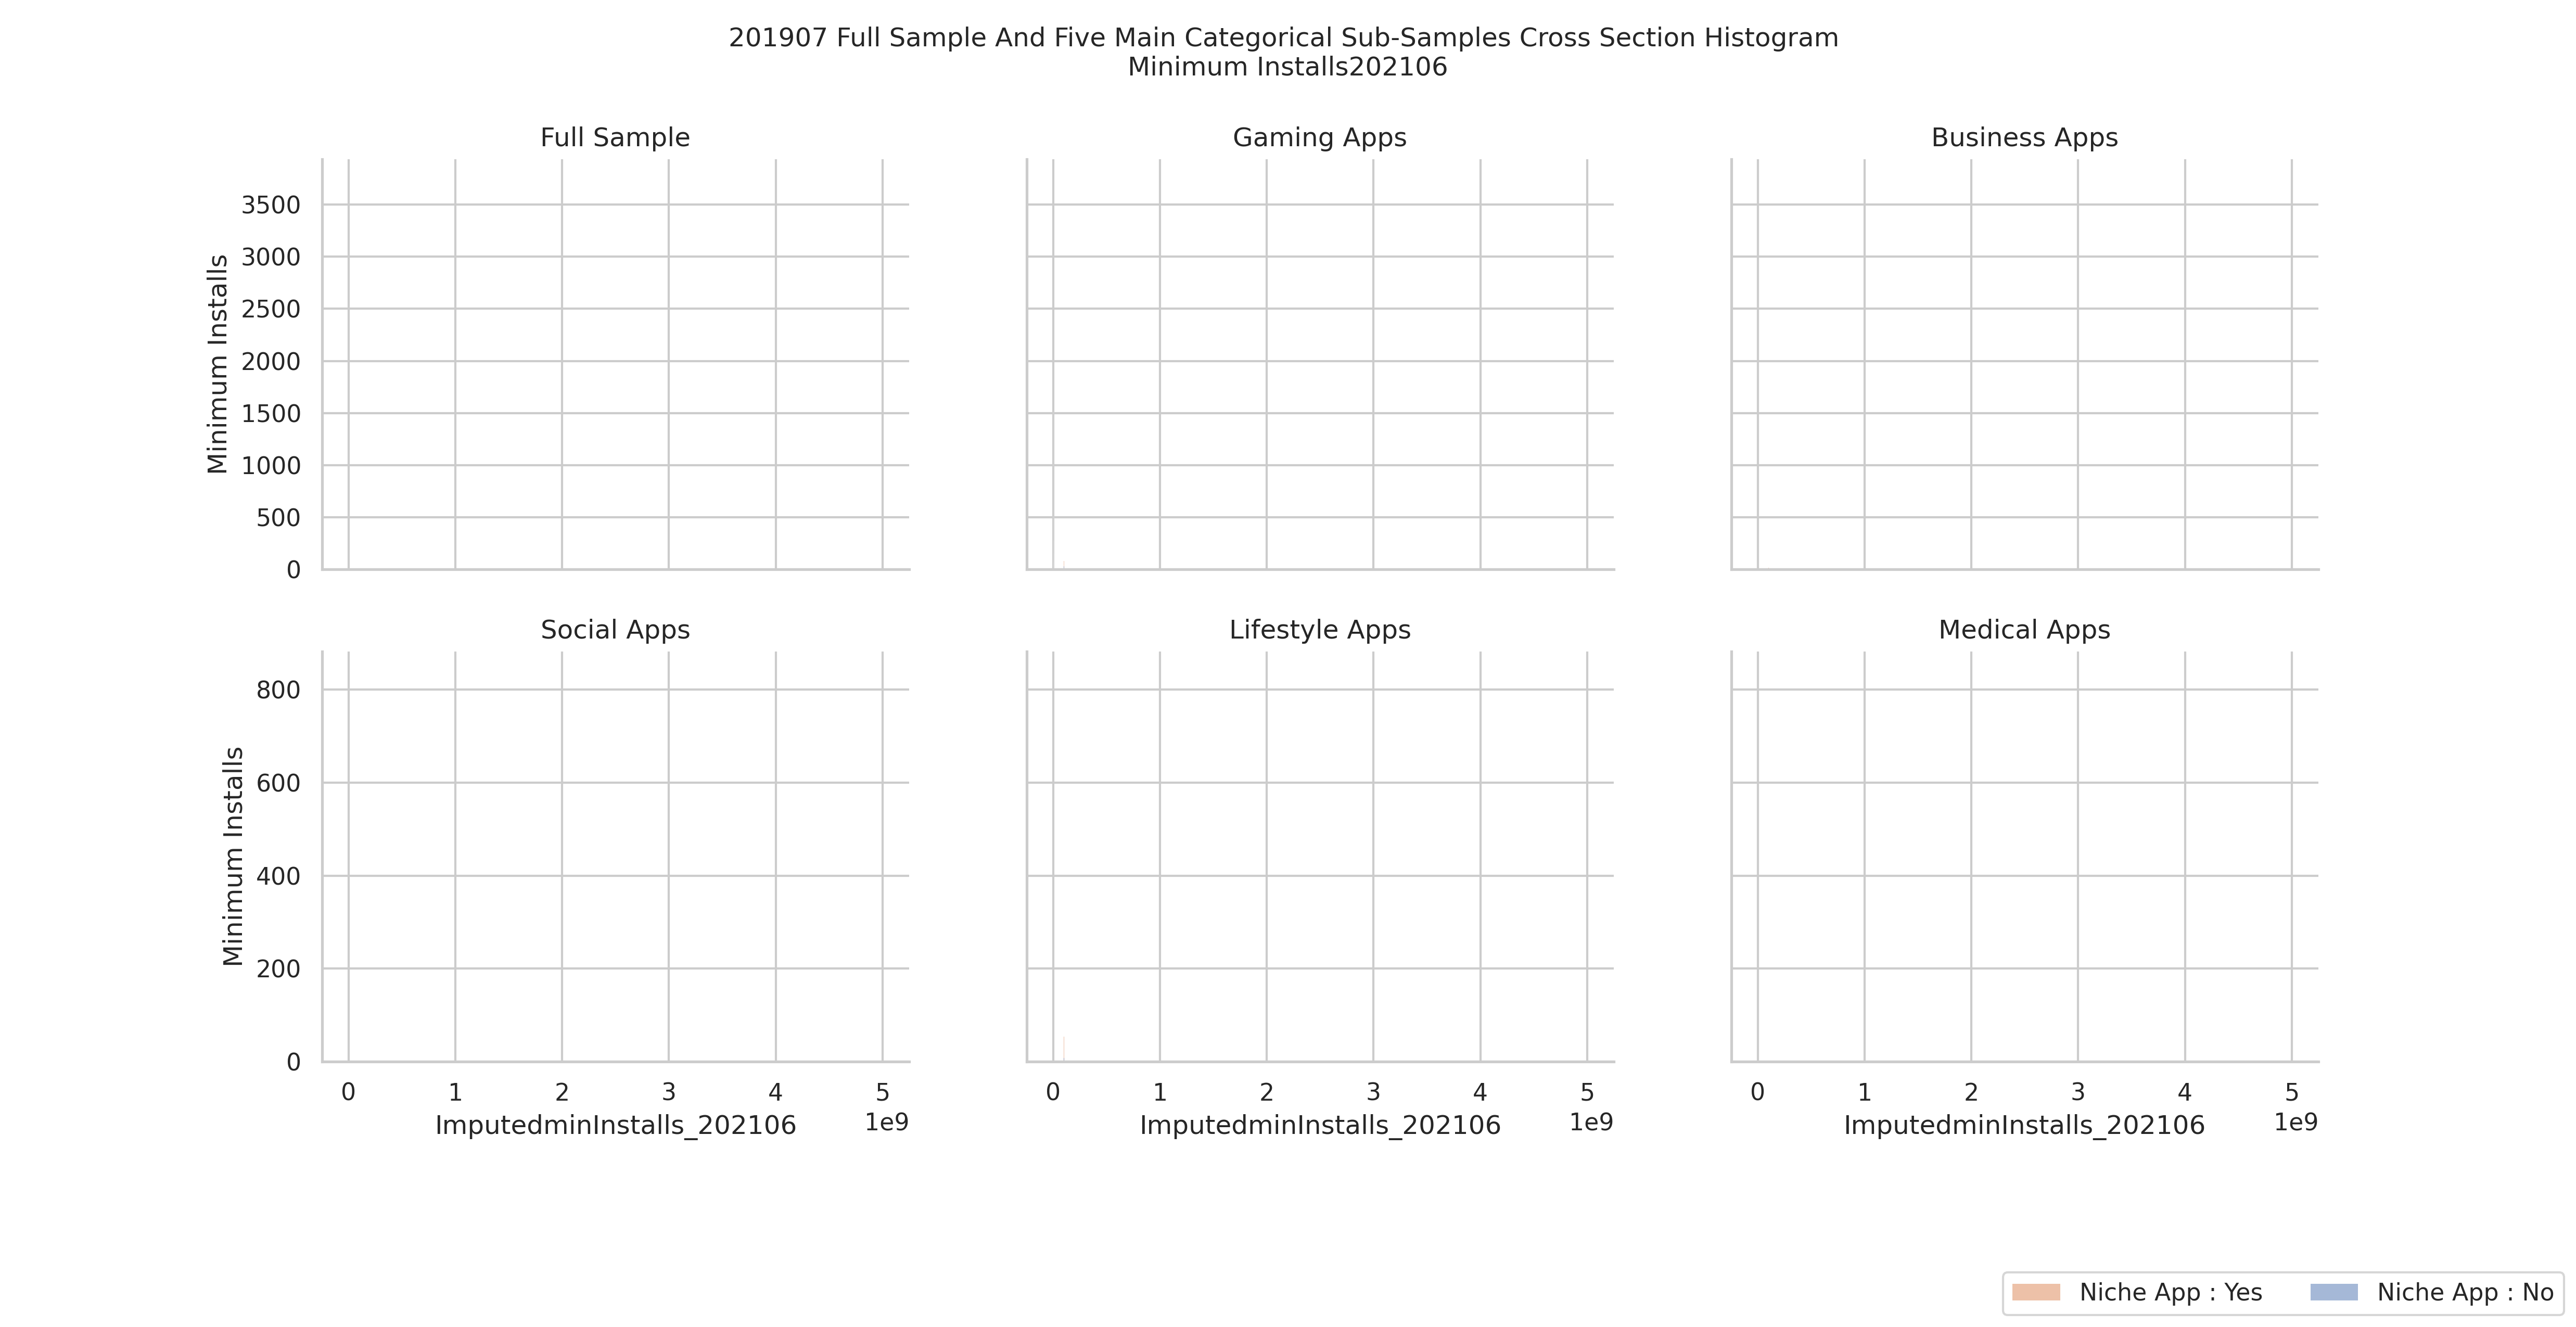 201907 Full Sample And Five Main Categorical Sub-Samples Cross Section Histogram
Minimum Installs202106
Full Sample
Gaming Apps
Business Apps
Minimum Installs
3500
3000
2500
2000
1500
1000
500
0
Social Apps
Lifestyle Apps
Medical Apps
Minimum Installs
800
600
400
200
0
0 1 2 3 4 5
1e9
ImputedminInstalls_202106
0 1 2 3 4 5
1e9
ImputedminInstalls_202106
0 1 2 3 4 5
1e9
ImputedminInstalls_202106
Niche App : Yes
Niche App : No